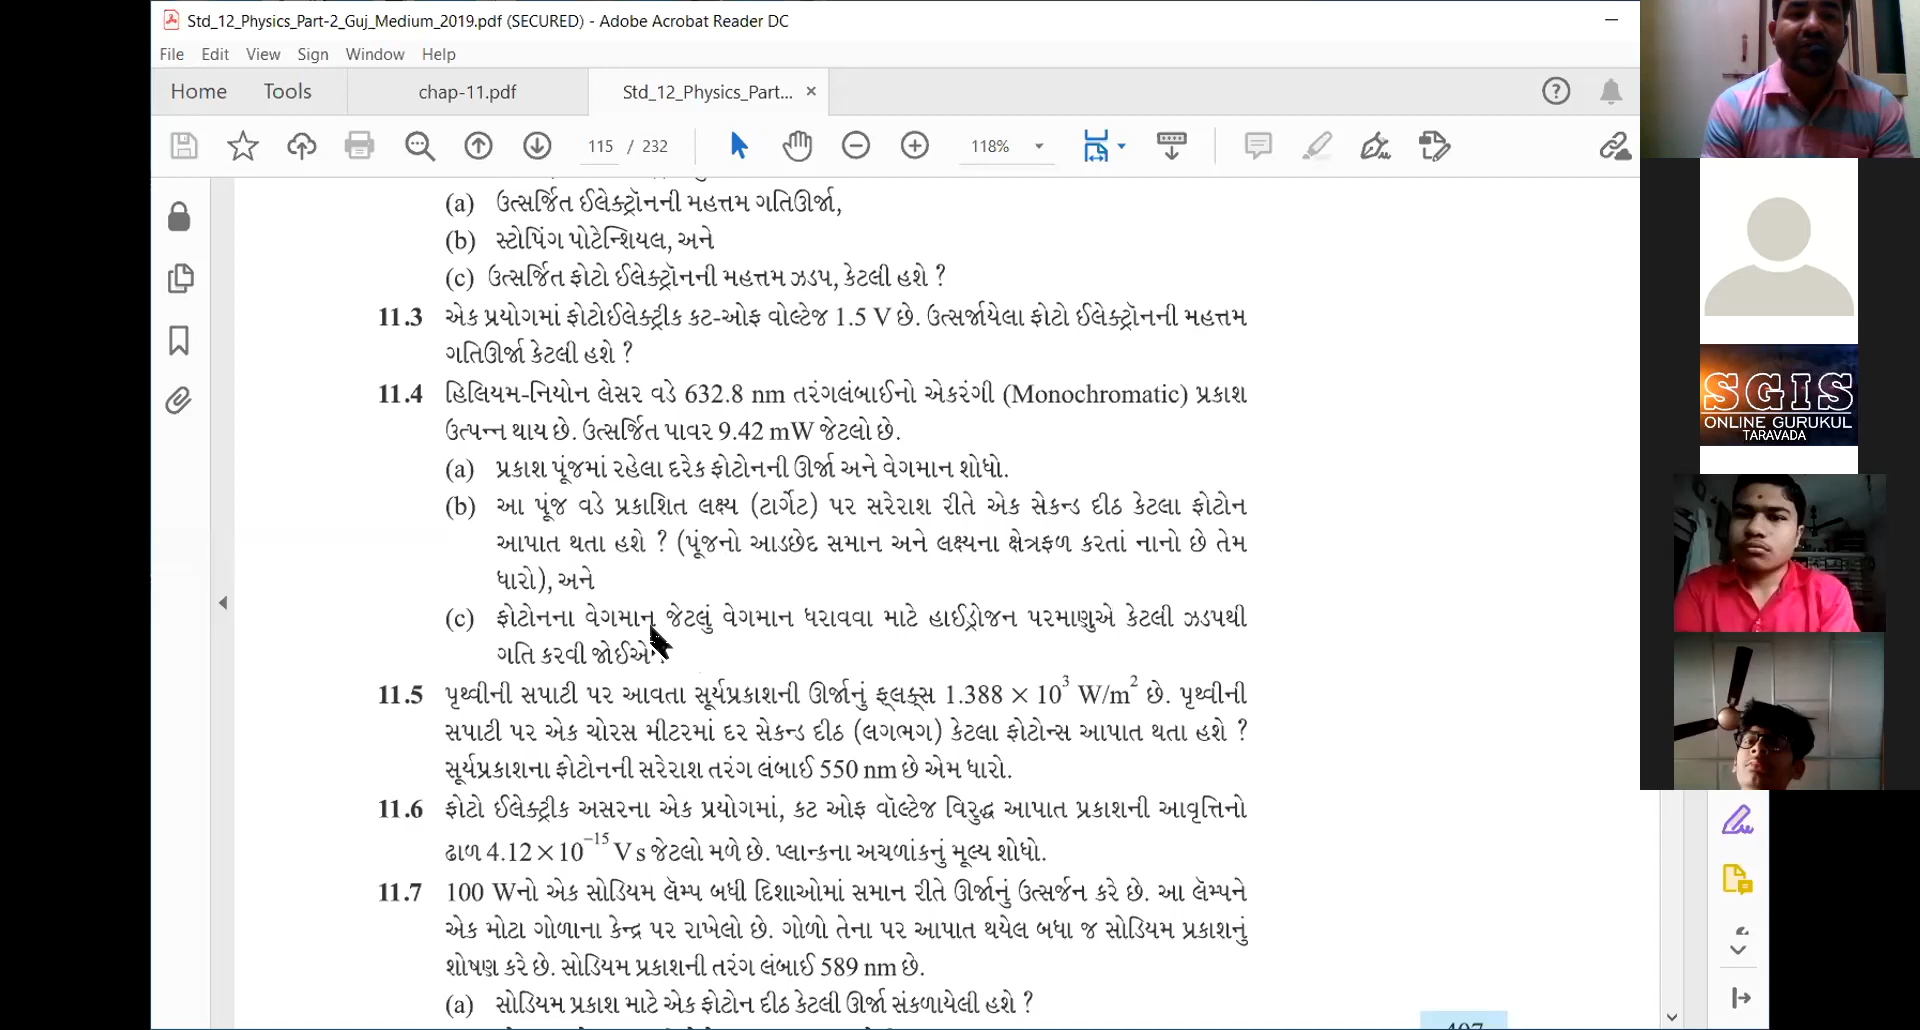 Std_12_Physics_Part-2_Guj_Medium_2019.pdf (SECURED) - Adobe Acrobat Reader DC
File Edit View Window Sign Help
Home Tools chap-11.pdf Std_12_Physics_Part... ×
115 / 232 118%
(a) ઉત્સર્જિત ઈલેક્ટ્રૉનની મહત્તમ ગતિઊર્જા,
(b) સ્ટોપિંગ પોટેન્શિયલ, અને
(c) ઉત્સર્જિત ફોટો ઈલેક્ટ્રૉનની મહત્તમ ઝડપ, કેટલી હશે ?
11.3 એક પ્રયોગમાં ફોટોઈલેક્ટ્રીક કટ-ઓફ વોલ્ટેજ 1.5 V છે. ઉત્સર્જાયેલા ફોટો ઈલેક્ટ્રૉનની મહત્તમ
ગતિઊર્જા કેટલી હશે ?
11.4 હિલિયમ-નિયોન લેસર વડે 632.8 nm તરંગલંબાઈનો એકરંગી (Monochromatic) પ્રકાશ
ઉત્પન્ન થાય છે. ઉત્સર્જિત પાવર 9.42 mW જેટલો છે.
(a) પ્રકાશ પૂંજમાં રહેલા દરેક ફોટોનની ઊર્જા અને વેગમાન શોધો.
(b) આ પૂંજ વડે પ્રકાશિત લક્ષ્ય (ટાર્ગેટ) પર સરેરાશ રીતે એક સેકન્ડ દીઠ કેટલા ફોટોન
આપાત થતા હશે ? (પૂંજનો આડછેદ સમાન અને લક્ષ્યના ક્ષેત્રફળ કરતાં નાનો છે તેમ
ધારો), અને
(c) ફોટોનના વેગમાન જેટલું વેગમાન ધરાવવા માટે હાઈડ્રોજન પરમાણુએ કેટલી ઝડપથી
ગતિ કરવી જોઈએ ?
11.5 પૃથ્વીની સપાટી પર આવતા સૂર્યપ્રકાશની ઊર્જાનું ફ્લક્સ 1.388 × 10³ W/m² છે. પૃથ્વીની
સપાટી પર એક ચોરસ મીટરમાં દર સેકન્ડ દીઠ (લગભગ) કેટલા ફોટોન્સ આપાત થતા હશે ?
સૂર્યપ્રકાશના ફોટોનની સરેરાશ તરંગ લંબાઈ 550 nm છે એમ ધારો.
11.6 ફોટો ઈલેક્ટ્રીક અસરના એક પ્રયોગમાં, કટ ઓફ વૉલ્ટેજ વિરુદ્ધ આપાત પ્રકાશની આવૃત્તિનો
ઢાળ 4.12 × 10⁻¹⁵ V s જેટલો મળે છે. પ્લાન્કના અચળાંકનું મૂલ્ય શોધો.
11.7 100 Wનો એક સોડિયમ લૅમ્પ બધી દિશાઓમાં સમાન રીતે ઊર્જાનું ઉત્સર્જન કરે છે. આ લૅમ્પને
એક મોટા ગોળાના કેન્દ્ર પર રાખેલો છે. ગોળો તેના પર આપાત થયેલ બધા જ સોડિયમ પ્રકાશનું
શોષણ કરે છે. સોડિયમ પ્રકાશની તરંગ લંબાઈ 589 nm છે.
(a) સોડિયમ પ્રકાશ માટે એક ફોટોન દીઠ કેટલી ઊર્જા સંકળાયેલી હશે ?
SGIS
ONLINE GURUKUL
TARAVADA